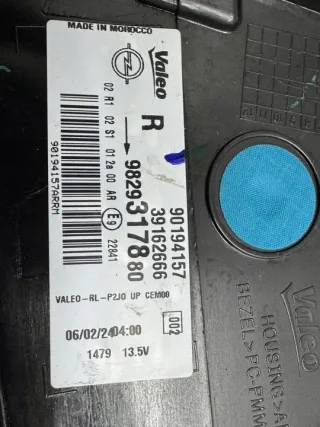 MADE IN MOROCCO
Valeo
R
02 R1 02 S1 01 2a 00 AR
E9 22841
90194157ARRM
9829317880
39162666
90194157
VALEO-RL-P2JO UP CEM00
06/02/24 04:00
002
1479 13.5V
Valeo
HOUSING>A
BEZEL>PC-PMM